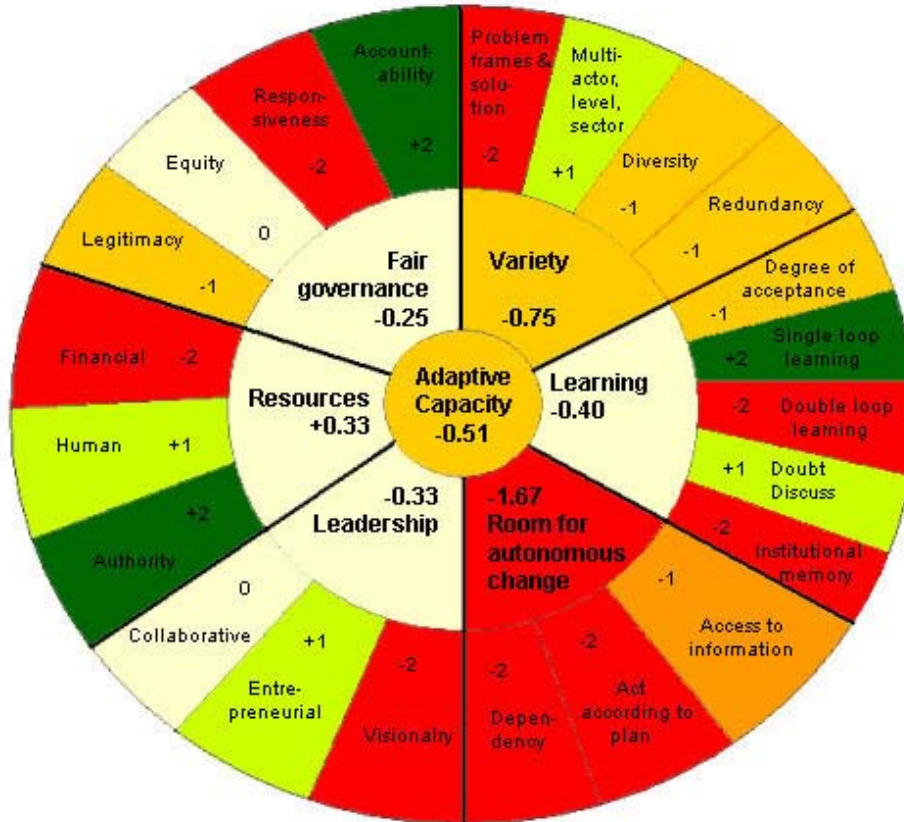 Problem
frames &
solu-
tion
-2
Multi-
actor,
level,
sector
+1
Diversity
-1
Redundancy
-1
Variety
-0.75
Degree of
acceptance
-1
Single loop
learning
+2
Double loop
learning
-2
Doubt
Discuss
+1
Institutional
memory
-2
Learning
-0.40
Access to
information
-1
Act
according to
plan
-2
Depen-
dency
-2
-1.67
Room for
autonomous
change
Visionalry
-2
Entre-
preneurial
+1
Collaborative
0
-0.33
Leadership
Authority
+2
Human
+1
Financial
-2
Resources
+0.33
Legitimacy
-1
Equity
0
Respon-
siveness
-2
Account-
ability
+2
Fair
governance
-0.25
Adaptive
Capacity
-0.51